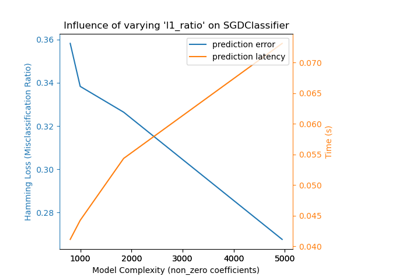 Influence of varying 'l1_ratio' on SGDClassifier
prediction error
prediction latency
0.36
0.34
0.32
0.30
0.28
Hamming Loss (Misclassification Ratio)
0.070
0.065
0.060
0.055
0.050
0.045
0.040
Time (s)
1000 2000 3000 4000 5000
Model Complexity (non_zero coefficients)